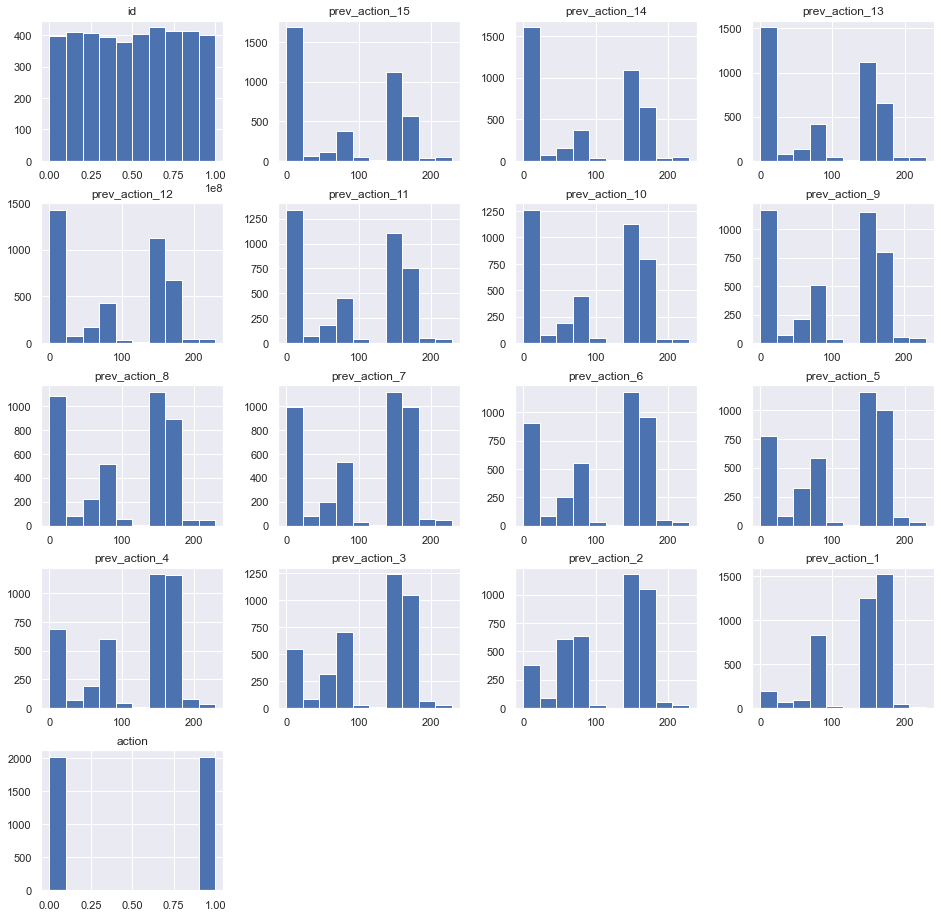 id prev_action_15 prev_action_14 prev_action_13
400 300 200 100 0
0.00 0.25 0.50 0.75 1.00
1e8
1500 1000 500 0
0 100 200
1500 1000 500 0
0 100 200
1500 1000 500 0
0 100 200
prev_action_12 prev_action_11 prev_action_10 prev_action_9
1500 1000 500 0
0 100 200
1250 1000 750 500 250 0
0 100 200
1250 1000 750 500 250 0
0 100 200
1000 750 500 250 0
0 100 200
prev_action_8 prev_action_7 prev_action_6 prev_action_5
1000 800 600 400 200 0
0 100 200
1000 800 600 400 200 0
0 100 200
1000 750 500 250 0
0 100 200
1000 750 500 250 0
0 100 200
prev_action_4 prev_action_3 prev_action_2 prev_action_1
1000 750 500 250 0
0 100 200
1250 1000 750 500 250 0
0 100 200
1000 750 500 250 0
0 100 200
1500 1000 500 0
0 100 200
action
2000 1500 1000 500 0
0.00 0.25 0.50 0.75 1.00